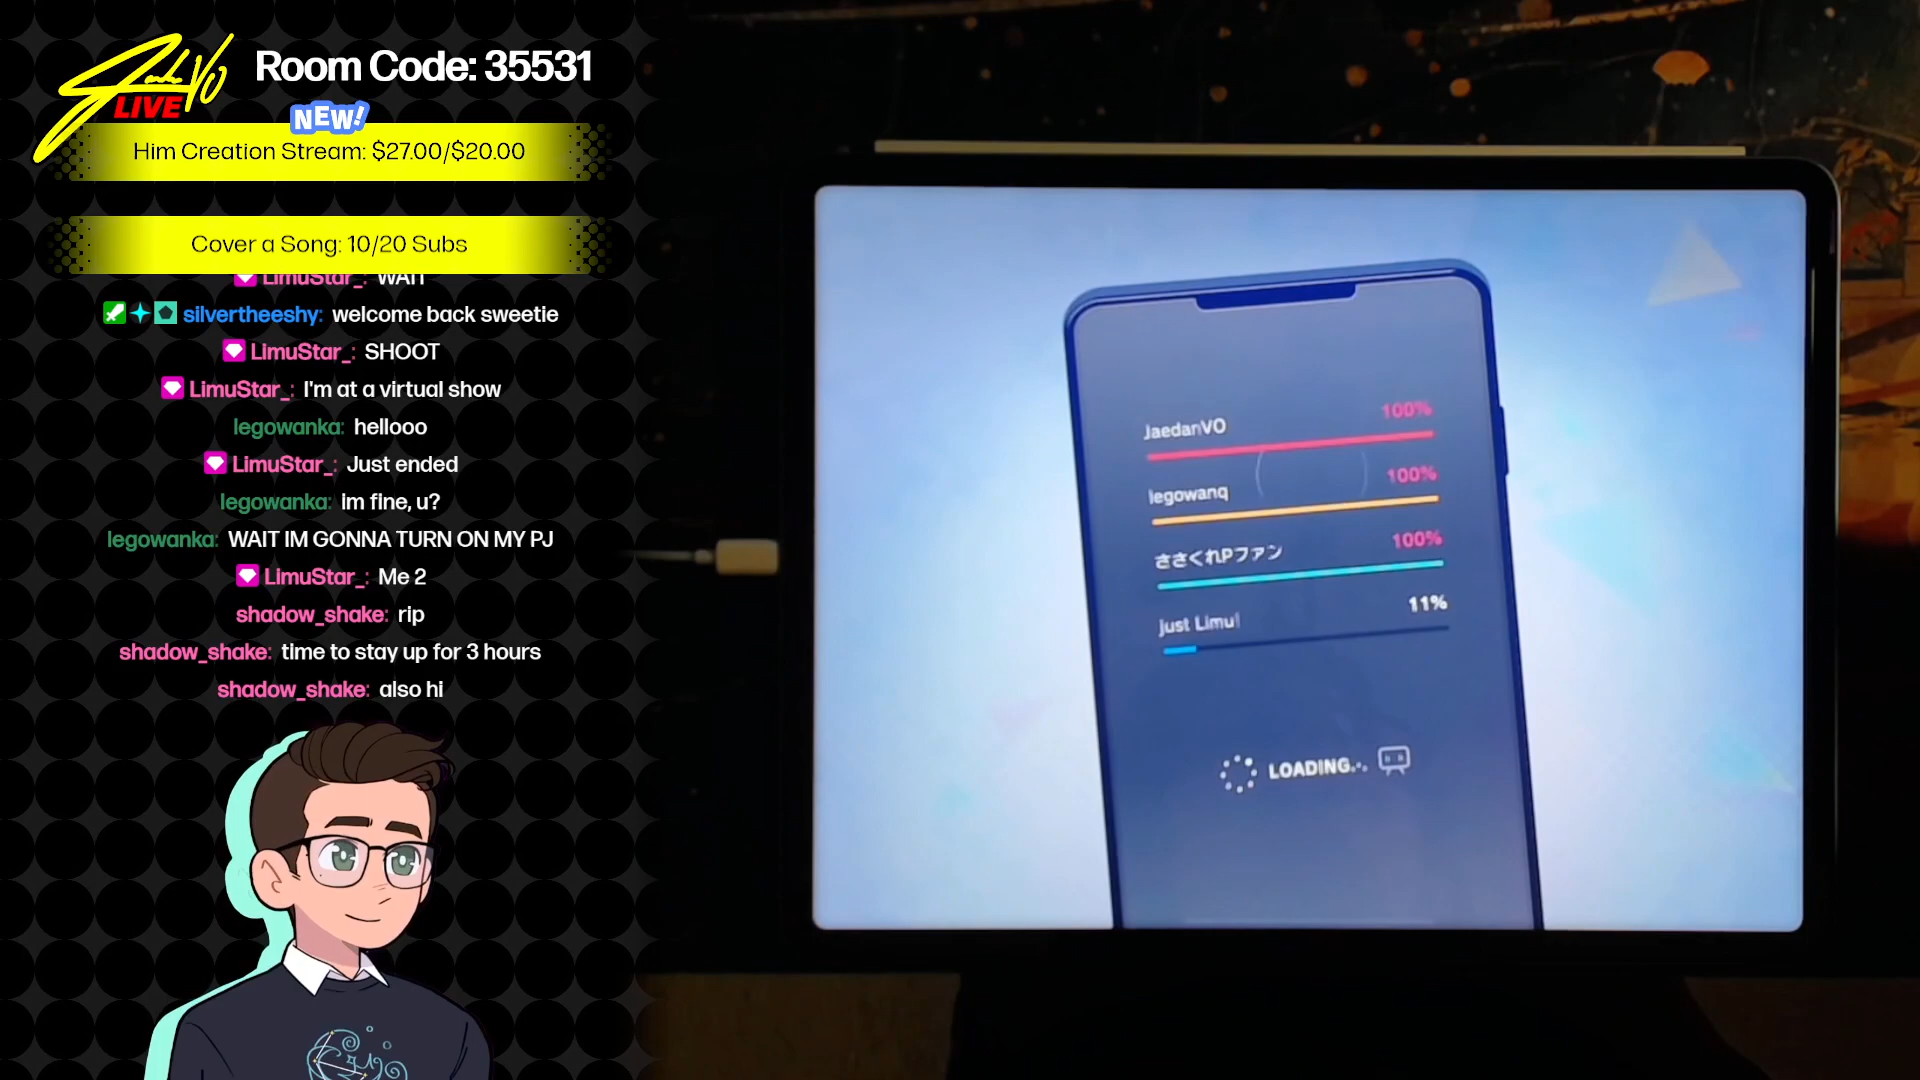 JaedanVO
LIVE
Room Code: 35531
NEW!
Him Creation Stream: $27.00/$20.00
Cover a Song: 10/20 Subs
LimuStar_: WAIT
silvertheeshy: welcome back sweetie
LimuStar_: SHOOT
LimuStar_: I'm at a virtual show
legowanka: hellooo
LimuStar_: Just ended
legowanka: im fine, u?
legowanka: WAIT IM GONNA TURN ON MY PJ
LimuStar_: Me 2
shadow_shake: rip
shadow_shake: time to stay up for 3 hours
shadow_shake: also hi
JaedanVO 100%
legowanq 100%
ささくれPファン 100%
Just Limu! 11%
LOADING...